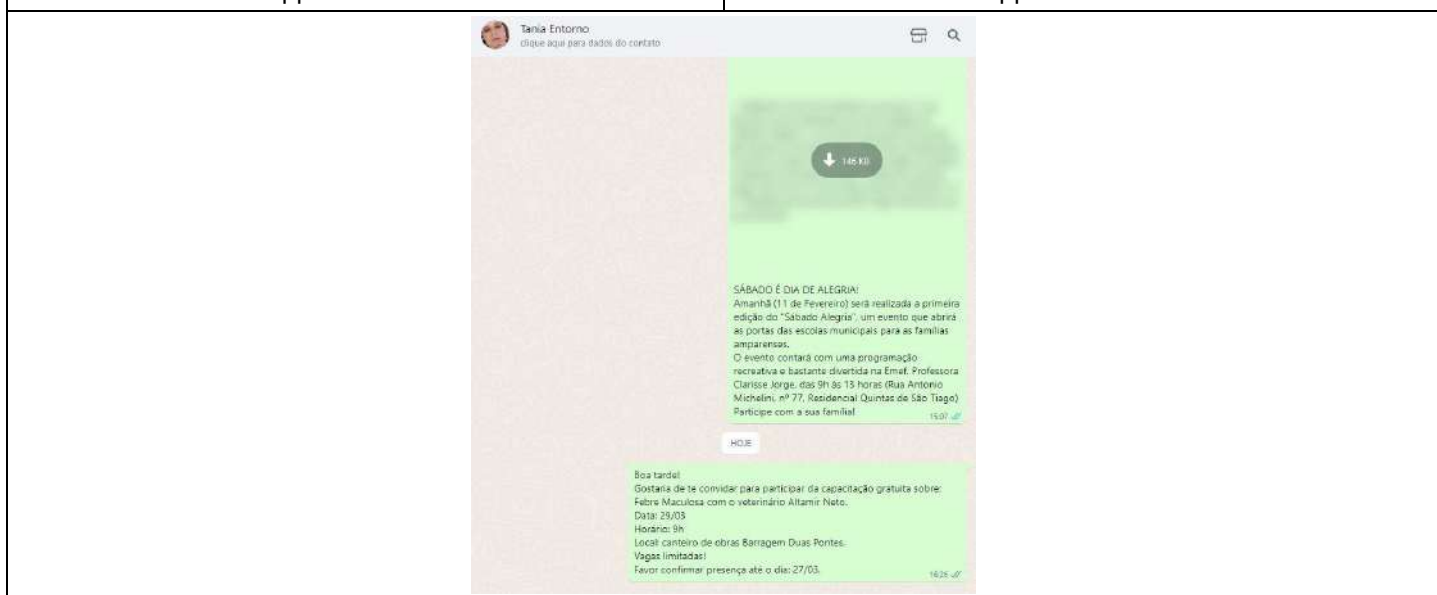 Tania Entorno
clique aqui para dados do contato
146 KB
SÁBADO É DIA DE ALEGRIA!
Amanhã (11 de Fevereiro) será realizada a primeira
edição do "Sábado Alegria", um evento que abrirá
as portas das escolas municipais para as famílias
amparenses.
O evento contará com uma programação
recreativa e bastante divertida na Emef. Professora
Clarisse Jorge, das 9h às 13 horas (Rua Antonio
Michelini, nº 77, Residencial Quintas de São Tiago)
Participe com a sua família!
15:07
HOJE
Boa tarde!
Gostaria de te convidar para participar da capacitação gratuita sobre:
Febre Maculosa com o veterinário Altamir Neto.
Data: 29/03
Horário: 9h
Local: canteiro de obras Barragem Duas Pontes.
Vagas limitadas!
Favor confirmar presença até o dia: 27/03.
16:26